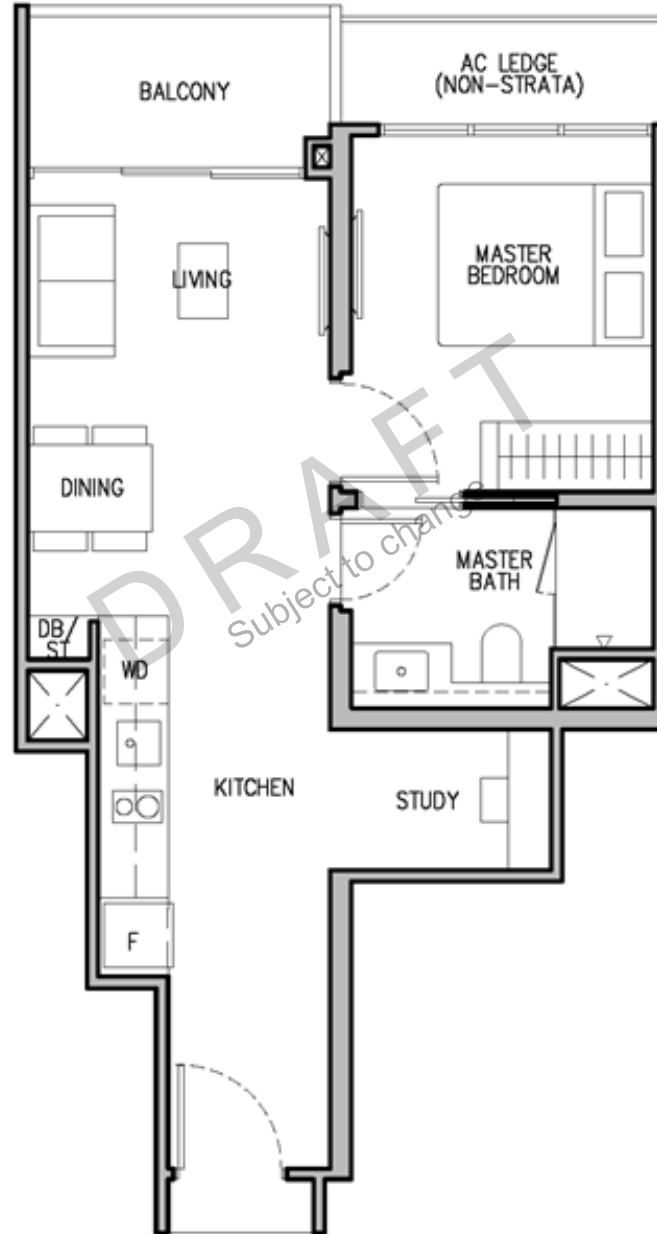 BALCONY
AC LEDGE
(NON-STRATA)
LIVING
MASTER
BEDROOM
DINING
DRAFT
Subject to change
MASTER
BATH
DB/
ST
WD
KITCHEN
STUDY
F